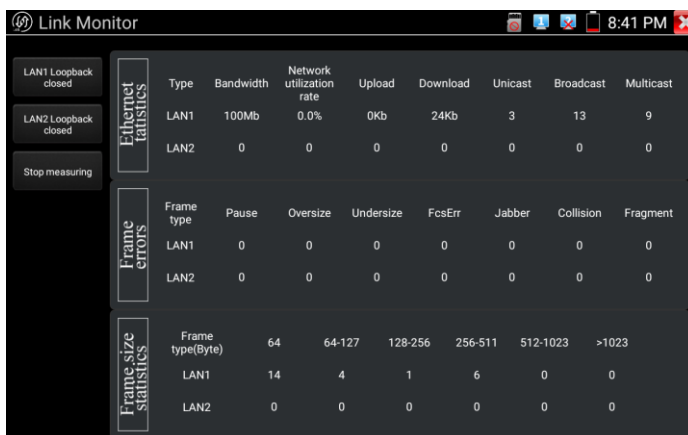 Link Monitor
8:41 PM
LAN1 Loopback
closed
LAN2 Loopback
closed
Stop measuring
Ethernet
tatistics
Type Bandwidth Network utilization rate Upload Download Unicast Broadcast Multicast
LAN1 100Mb 0.0% 0Kb 24Kb 3 13 9
LAN2 0 0 0 0 0 0 0
Frame
errors
Frame type Pause Oversize Undersize FcsErr Jabber Collision Fragment
LAN1 0 0 0 0 0 0 0
LAN2 0 0 0 0 0 0 0
Frame.size
statistics
Frame type(Byte) 64 64-127 128-256 256-511 512-1023 >1023
LAN1 14 4 1 6 0 0
LAN2 0 0 0 0 0 0